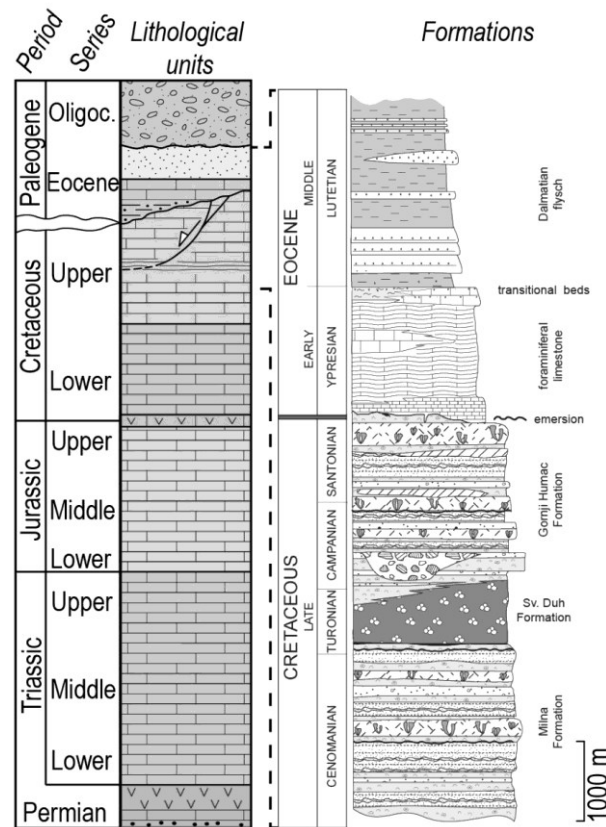 Period
Series
Lithological
units
Formations
Paleogene
Oligoc.
Eocene
Cretaceous
Upper
Lower
Jurassic
Upper
Middle
Lower
Triassic
Upper
Middle
Lower
Permian
EOCENE
MIDDLE
LUTETIAN
EARLY
YPRESIAN
CRETACEOUS
LATE
SANTONIAN
CAMPANIAN
TURONIAN
CENOMANIAN
Dalmatian
flysch
transitional beds
foraminiferal
limestone
emersion
Gornji Humac
Formation
Sv. Duh
Formation
Milna
Formation
1000 m